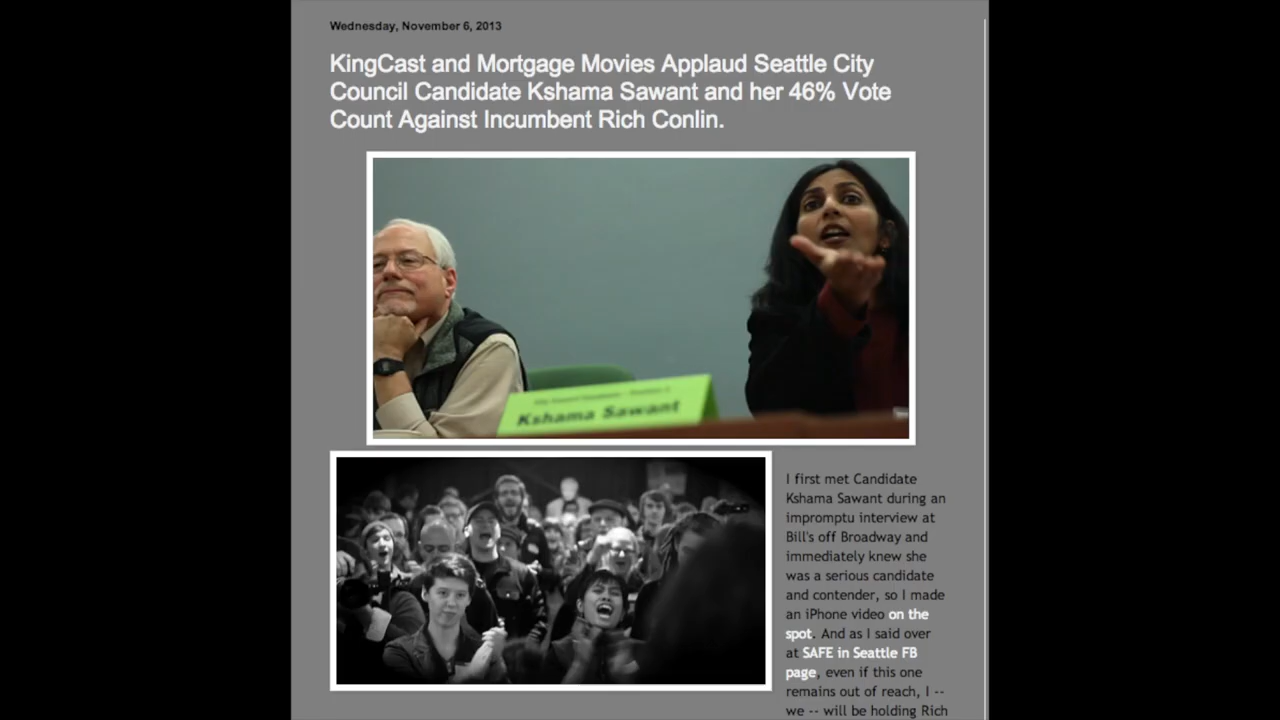 Wednesday, November 6, 2013
KingCast and Mortgage Movies Applaud Seattle City
Council Candidate Kshama Sawant and her 46% Vote
Count Against Incumbent Rich Conlin.
Kshama Sawant
I first met Candidate
Kshama Sawant during an
impromptu interview at
Bill's off Broadway and
immediately knew she
was a serious candidate
and contender, so I made
an iPhone video on the
spot. And as I said over
at SAFE in Seattle FB
page, even if this one
remains out of reach, I --
we -- will be holding Rich